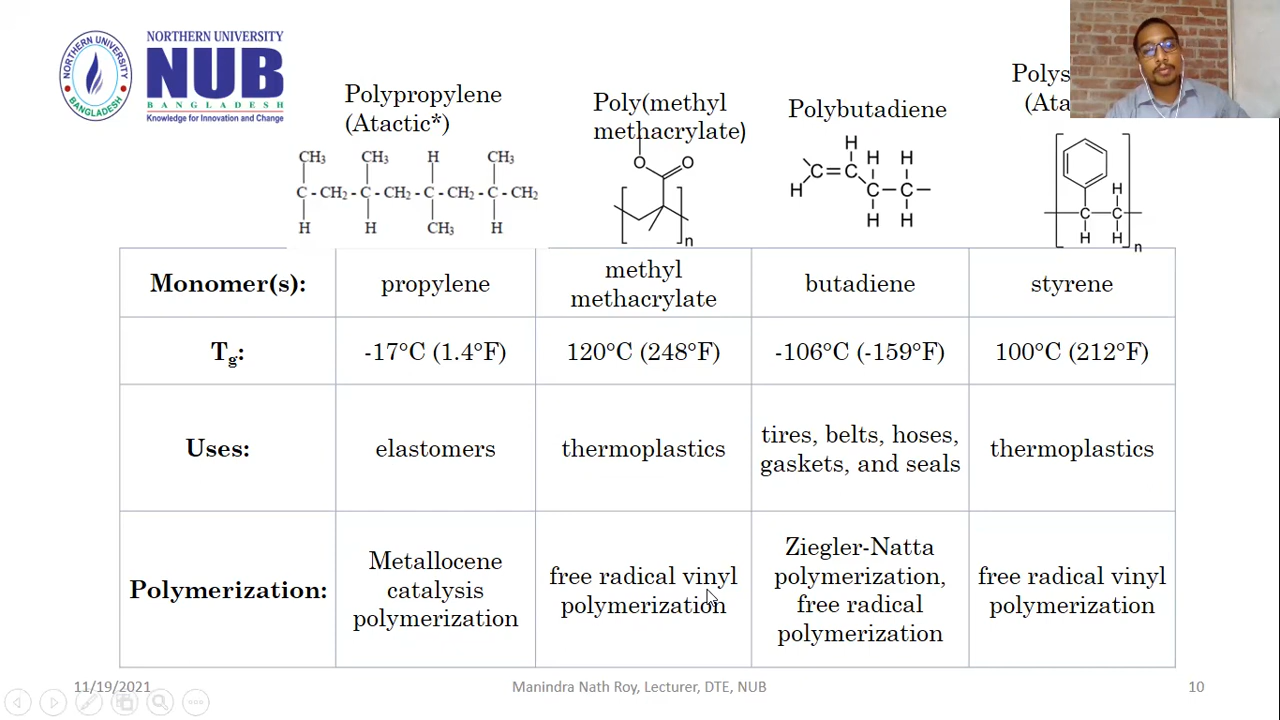 NORTHERN UNIVERSITY
BANGLADESH
NORTHERN UNIVERSITY
NUB
BANGLADESH
Knowledge for Innovation and Change
Polypropylene
(Atactic*)
Poly(methyl
methacrylate)
Polybutadiene
CH₃ CH₃ H CH₃
C - CH₂ - C - CH₂ - C - CH₂ - C - CH₂
H H CH₃ H
O O
n
H
H H
C=C
H C C
H H
H
C C
H H
n
Monomer(s): propylene methyl methacrylate butadiene styrene
Tg: -17°C (1.4°F) 120°C (248°F) -106°C (-159°F) 100°C (212°F)
Uses: elastomers thermoplastics tires, belts, hoses, gaskets, and seals thermoplastics
Polymerization: Metallocene catalysis polymerization free radical vinyl polymerization Ziegler-Natta polymerization, free radical polymerization free radical vinyl polymerization
11/19/2021 Manindra Nath Roy, Lecturer, DTE, NUB 10